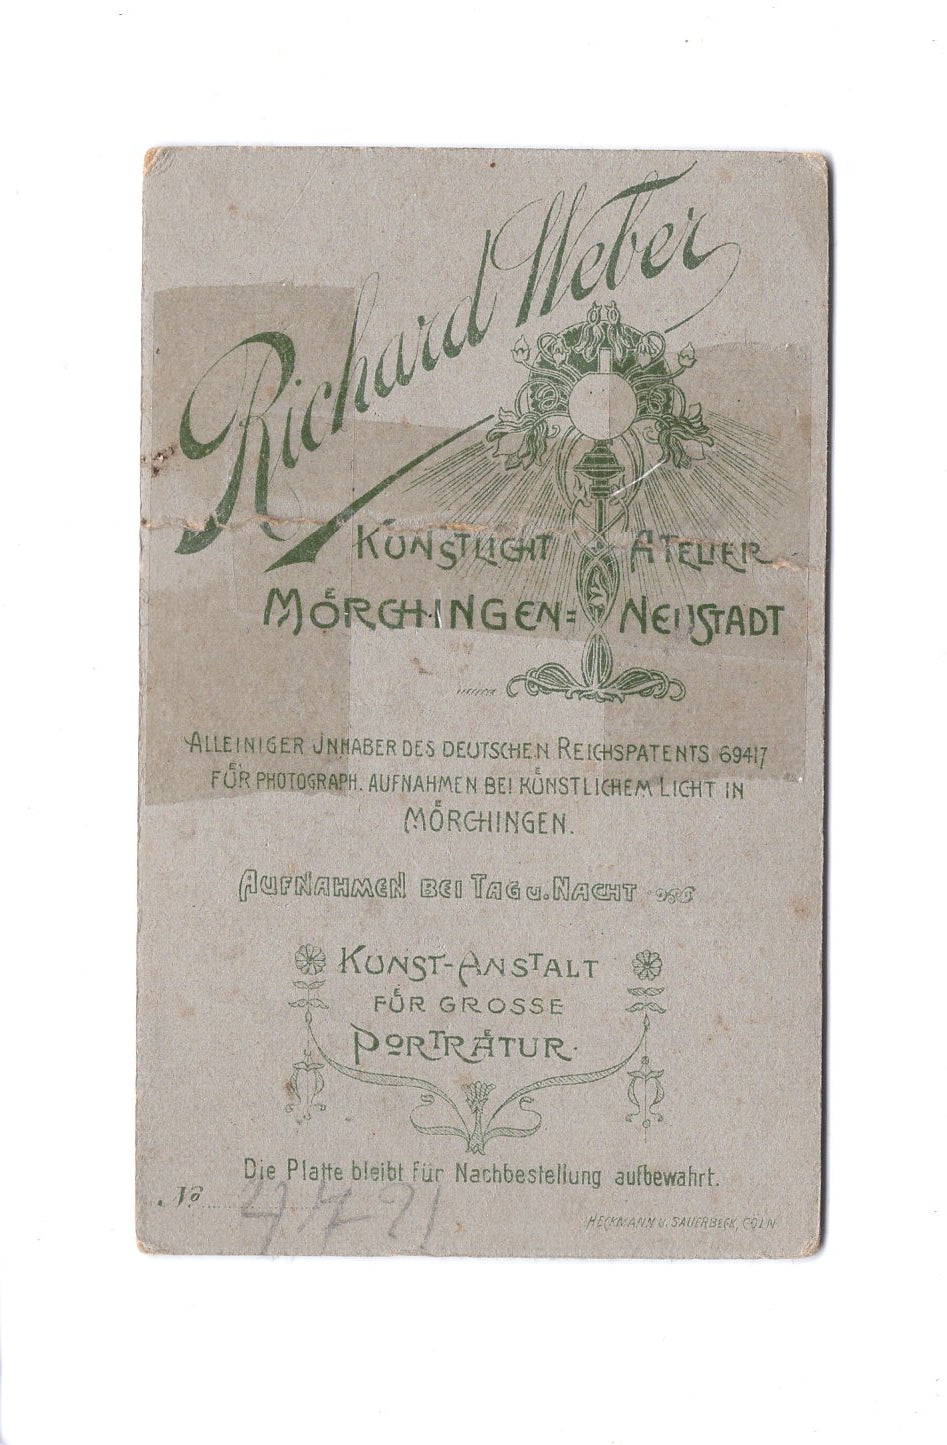 Richard Weber
KUNSTLICHT ATELIER
MÖRCHINGEN= NEUSTADT
ALLEINIGER JNHABER DES DEUTSCHEN REICHSPATENTS 69417
FÜR PHOTOGRAPH. AUFNAHMEN BEI KÜNSTLICHEM LICHT IN
MÖRCHINGEN.
AUFNAHMEN BEI TAG u. NACHT
KUNST-ANSTALT
FÜR GROSSE
PORTRÄTUR.
Die Platte bleibt für Nachbestellung aufbewahrt.
No
HECKMANN U. SAUERBECK, CÖLN